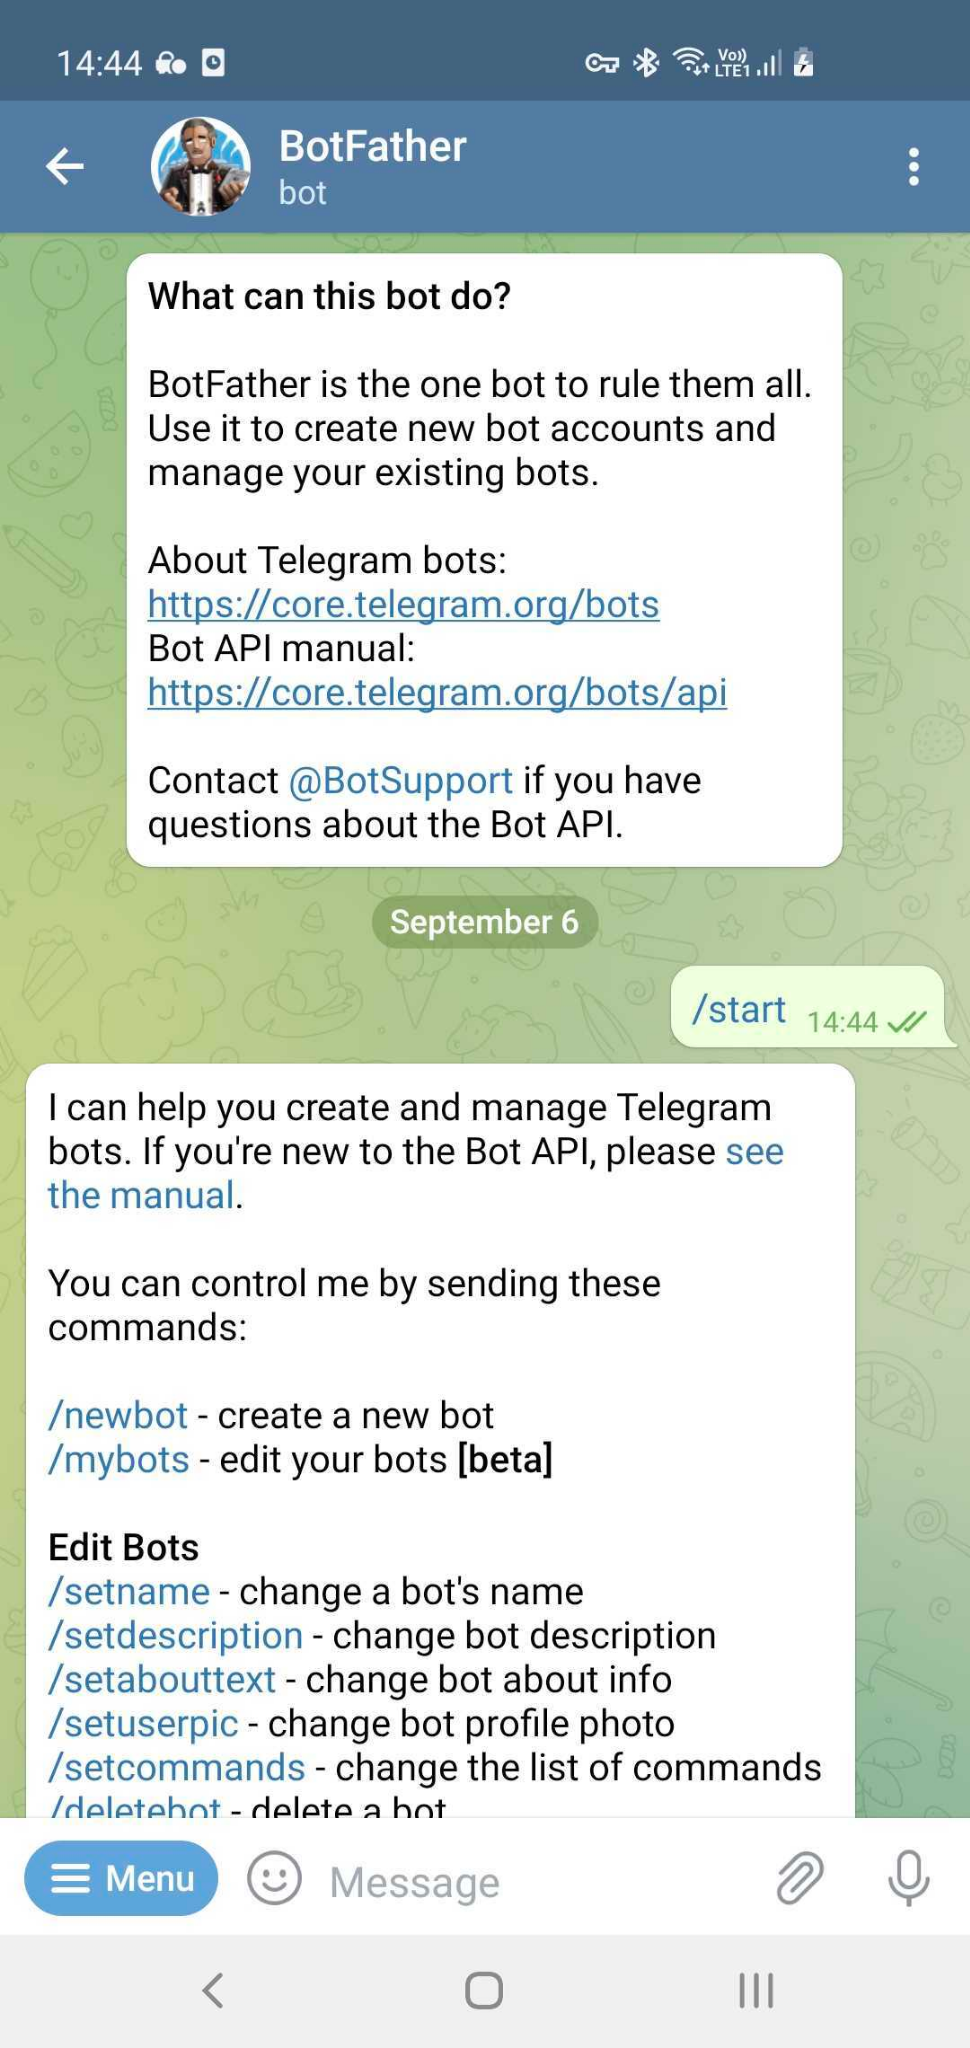 14:44
Vo))
LTE1
BotFather
bot
What can this bot do?
BotFather is the one bot to rule them all.
Use it to create new bot accounts and
manage your existing bots.
About Telegram bots:
https://core.telegram.org/bots
Bot API manual:
https://core.telegram.org/bots/api
Contact @BotSupport if you have
questions about the Bot API.
September 6
/start 14:44
I can help you create and manage Telegram
bots. If you're new to the Bot API, please see
the manual.
You can control me by sending these
commands:
/newbot - create a new bot
/mybots - edit your bots [beta]
Edit Bots
/setname - change a bot's name
/setdescription - change bot description
/setabouttext - change bot about info
/setuserpic - change bot profile photo
/setcommands - change the list of commands
/deletebot - delete a bot
Menu
Message